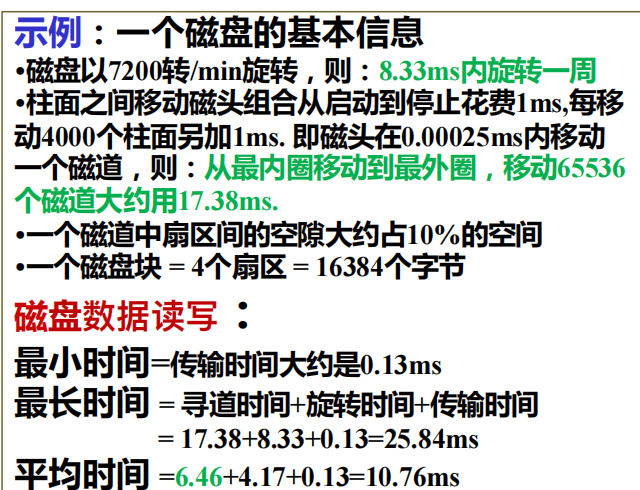 示例：一个磁盘的基本信息
•磁盘以7200转/min旋转，则：8.33ms内旋转一周
•柱面之间移动磁头组合从启动到停止花费1ms,每移
动4000个柱面另加1ms. 即磁头在0.00025ms内移动
一个磁道，则：从最内圈移动到最外圈，移动65536
个磁道大约用17.38ms.
•一个磁道中扇区间的空隙大约占10%的空间
•一个磁盘块 = 4个扇区 = 16384个字节
磁盘数据读写：
最小时间=传输时间大约是0.13ms
最长时间 = 寻道时间+旋转时间+传输时间
= 17.38+8.33+0.13=25.84ms
平均时间 =6.46+4.17+0.13=10.76ms